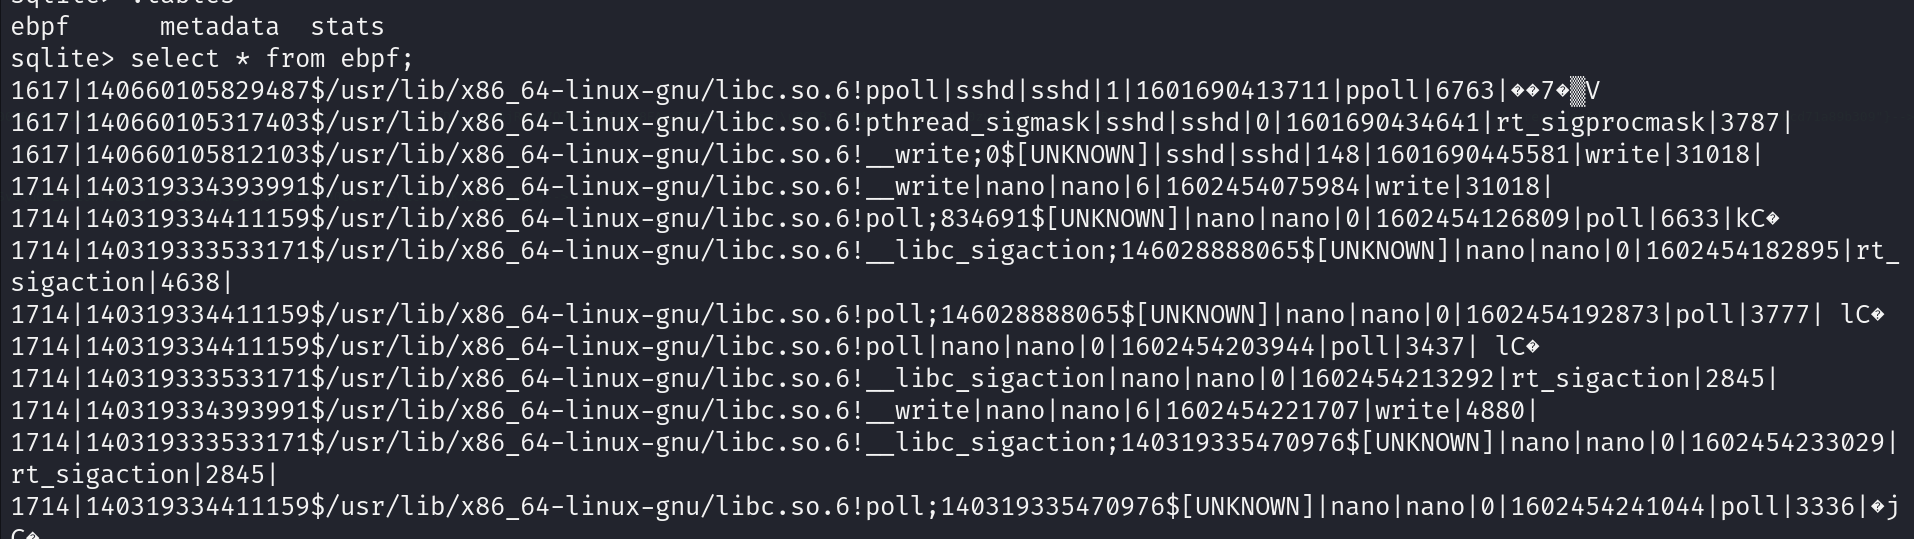 sqlite> .tables
ebpf      metadata  stats
sqlite> select * from ebpf;
1617|140660105829487$/usr/lib/x86_64-linux-gnu/libc.so.6!ppoll|sshd|sshd|1|1601690413711|ppoll|6763|��7�▒V
1617|140660105317403$/usr/lib/x86_64-linux-gnu/libc.so.6!pthread_sigmask|sshd|sshd|0|1601690434641|rt_sigprocmask|3787|
1617|140660105812103$/usr/lib/x86_64-linux-gnu/libc.so.6!__write;0$[UNKNOWN]|sshd|sshd|148|1601690445581|write|31018|
1714|140319334393991$/usr/lib/x86_64-linux-gnu/libc.so.6!__write|nano|nano|6|1602454075984|write|31018|
1714|140319334411159$/usr/lib/x86_64-linux-gnu/libc.so.6!poll;834691$[UNKNOWN]|nano|nano|0|1602454126809|poll|6633|kC�
1714|140319333533171$/usr/lib/x86_64-linux-gnu/libc.so.6!__libc_sigaction;146028888065$[UNKNOWN]|nano|nano|0|1602454182895|rt_
sigaction|4638|
1714|140319334411159$/usr/lib/x86_64-linux-gnu/libc.so.6!poll;146028888065$[UNKNOWN]|nano|nano|0|1602454192873|poll|3777| lC�
1714|140319334411159$/usr/lib/x86_64-linux-gnu/libc.so.6!poll|nano|nano|0|1602454203944|poll|3437| lC�
1714|140319333533171$/usr/lib/x86_64-linux-gnu/libc.so.6!__libc_sigaction|nano|nano|0|1602454213292|rt_sigaction|2845|
1714|140319334393991$/usr/lib/x86_64-linux-gnu/libc.so.6!__write|nano|nano|6|1602454221707|write|4880|
1714|140319333533171$/usr/lib/x86_64-linux-gnu/libc.so.6!__libc_sigaction;140319335470976$[UNKNOWN]|nano|nano|0|1602454233029|
rt_sigaction|2845|
1714|140319334411159$/usr/lib/x86_64-linux-gnu/libc.so.6!poll;140319335470976$[UNKNOWN]|nano|nano|0|1602454241044|poll|3336|�j
C�